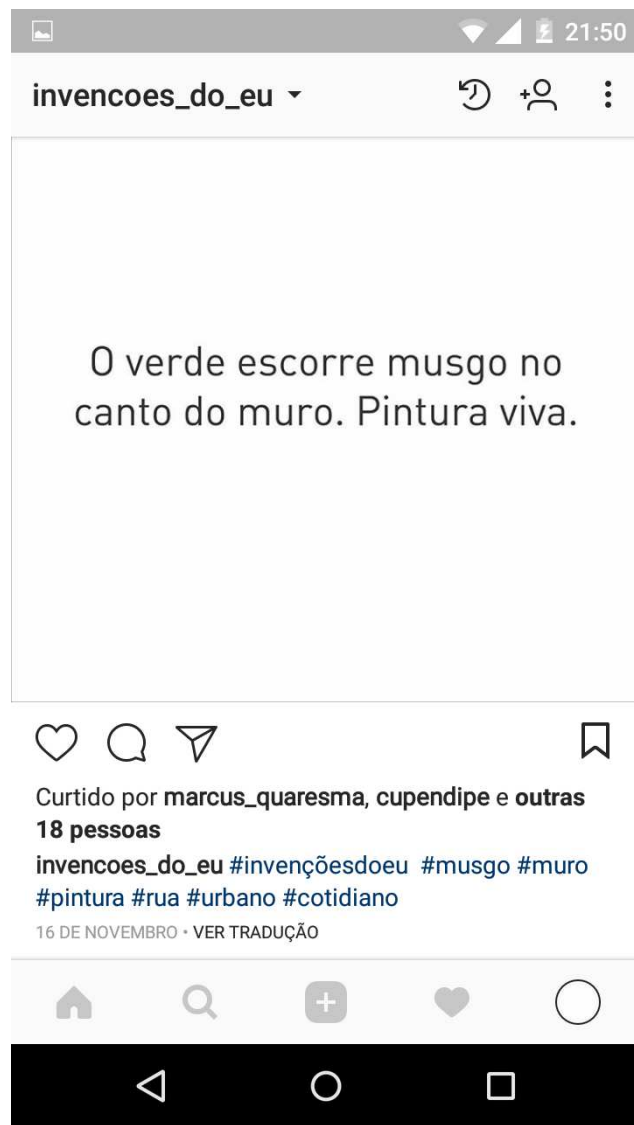 21:50
invencoes_do_eu
O verde escorre musgo no
canto do muro. Pintura viva.
Curtido por marcus_quaresma, cupendipe e outras
18 pessoas
invencoes_do_eu #invençõesdoeu #musgo #muro
#pintura #rua #urbano #cotidiano
16 DE NOVEMBRO • VER TRADUÇÃO